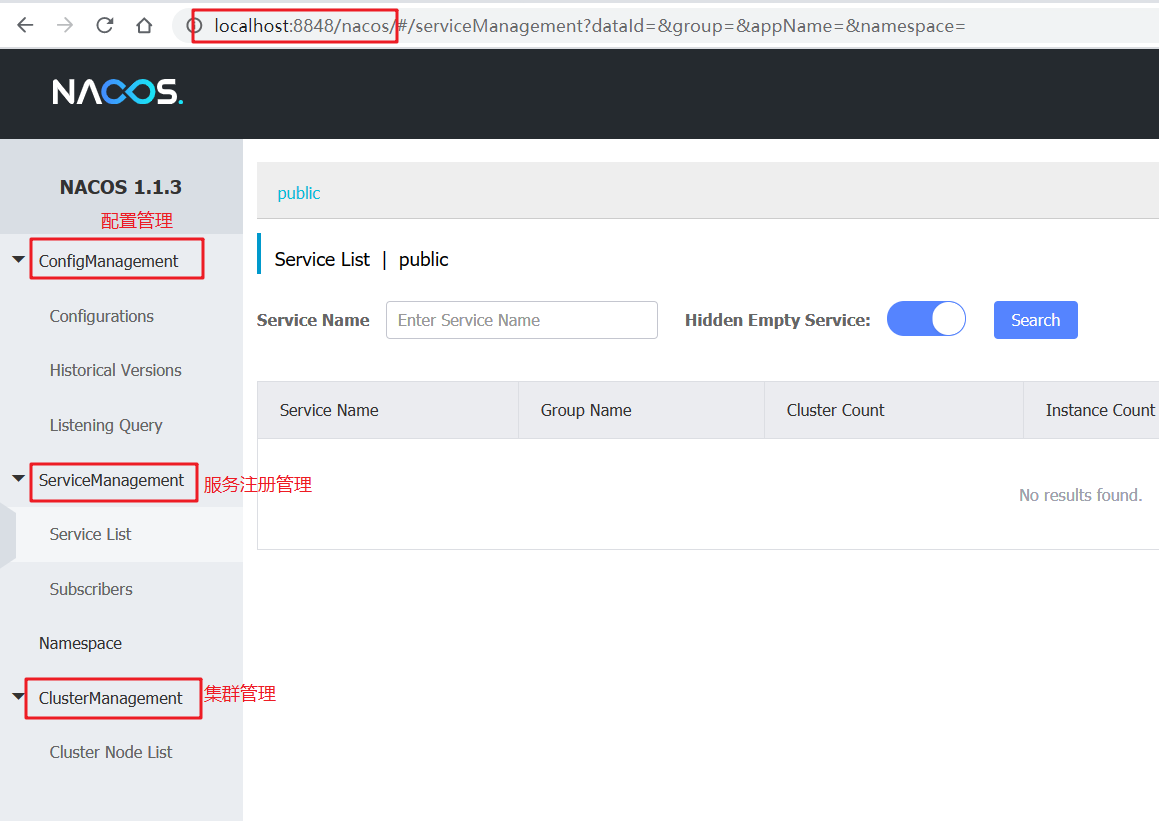 localhost:8848/nacos/#/serviceManagement?dataId=&group=&appName=&namespace=
NACOS.
NACOS 1.1.3
配置管理
ConfigManagement
Configurations
Historical Versions
Listening Query
ServiceManagement 服务注册管理
Service List
Subscribers
Namespace
ClusterManagement 集群管理
Cluster Node List
public
Service List | public
Service Name Enter Service Name Hidden Empty Service: Search
Service Name Group Name Cluster Count Instance Count
No results found.